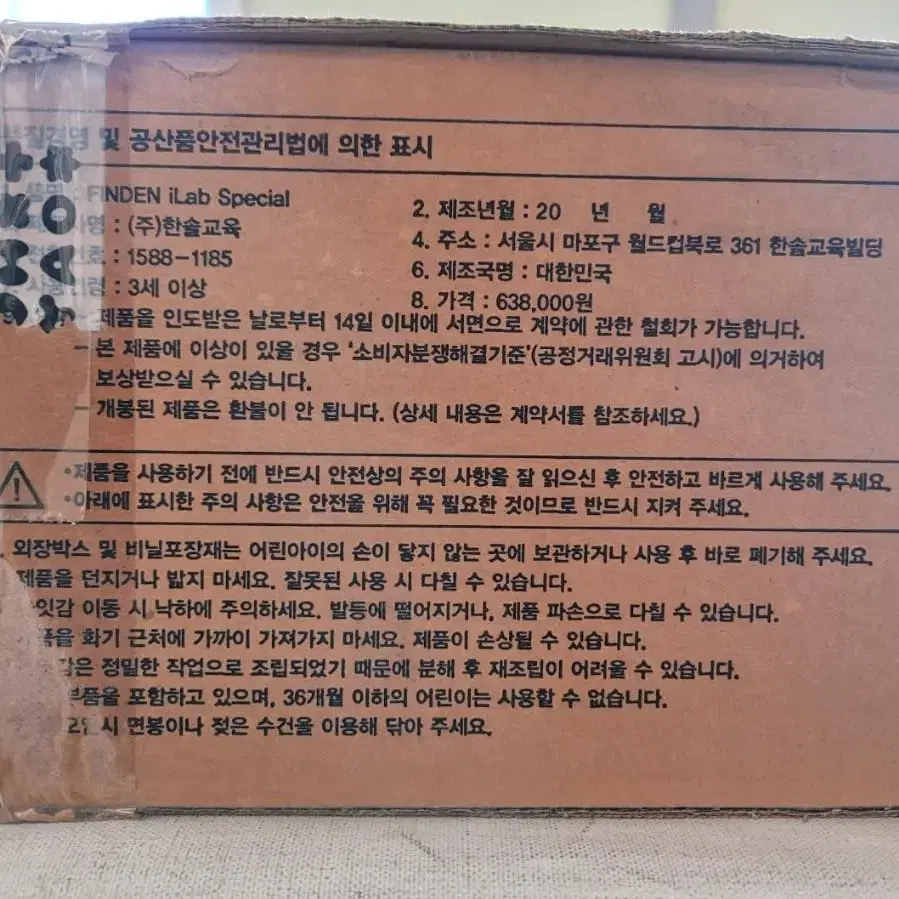 및 공산품안전관리법에 의한 표시
FINDEN iLab Special
2. 제조년월 : 20 년 월
사명 : (주)한솔교육
4. 주소 : 서울시 마포구 월드컵북로 361 한솔교육빌딩
번호 : 1588-1185
6. 제조국명 : 대한민국
사용연령 : 3세 이상
8. 가격 : 638,000원
제품을 인도받은 날로부터 14일 이내에 서면으로 계약에 관한 철회가 가능합니다.
- 본 제품에 이상이 있을 경우 '소비자분쟁해결기준'(공정거래위원회 고시)에 의거하여
보상받으실 수 있습니다.
- 개봉된 제품은 환불이 안 됩니다. (상세 내용은 계약서를 참조하세요.)
•제품을 사용하기 전에 반드시 안전상의 주의 사항을 잘 읽으신 후 안전하고 바르게 사용해 주세요.
•아래에 표시한 주의 사항은 안전을 위해 꼭 필요한 것이므로 반드시 지켜 주세요.
외장박스 및 비닐포장재는 어린아이의 손이 닿지 않는 곳에 보관하거나 사용 후 바로 폐기해 주세요.
제품을 던지거나 밟지 마세요. 잘못된 사용 시 다칠 수 있습니다.
잇감 이동 시 낙하에 주의하세요. 발등에 떨어지거나, 제품 파손으로 다칠 수 있습니다.
품을 화기 근처에 가까이 가져가지 마세요. 제품이 손상될 수 있습니다.
감은 정밀한 작업으로 조립되었기 때문에 분해 후 재조립이 어려울 수 있습니다.
부품을 포함하고 있으며, 36개월 이하의 어린이는 사용할 수 없습니다.
시 면봉이나 젖은 수건을 이용해 닦아 주세요.